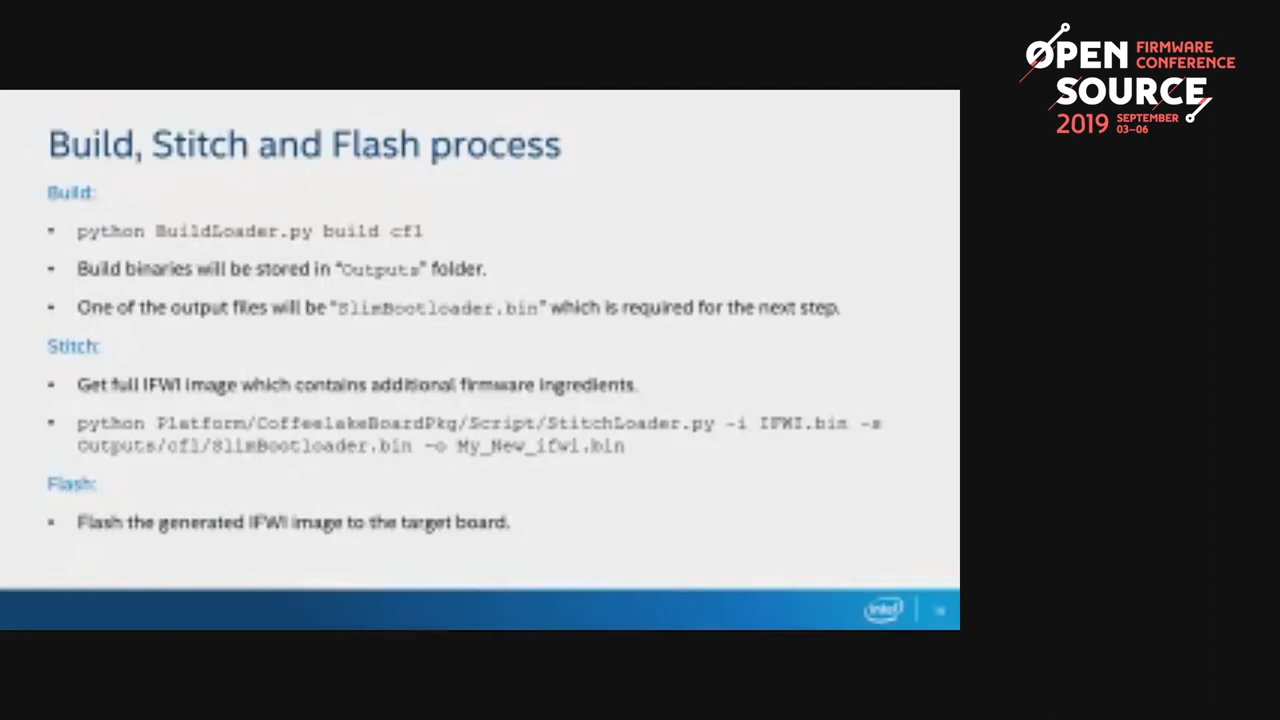 OPEN FIRMWARE CONFERENCE
SOURCE
2019 SEPTEMBER 03–06
Build, Stitch and Flash process
Build:
• python BuildLoader.py build cfl
• Build binaries will be stored in “Outputs” folder.
• One of the output files will be “SlimBootloader.bin” which is required for the next step.
Stitch:
• Get full IFWI image which contains additional firmware ingredients.
• python Platform/CoffeelakeBoardPkg/Script/StitchLoader.py -i IFWI.bin -s
Outputs/cfl/SlimBootloader.bin -o My_New_ifwi.bin
Flash:
• Flash the generated IFWI image to the target board.
intel